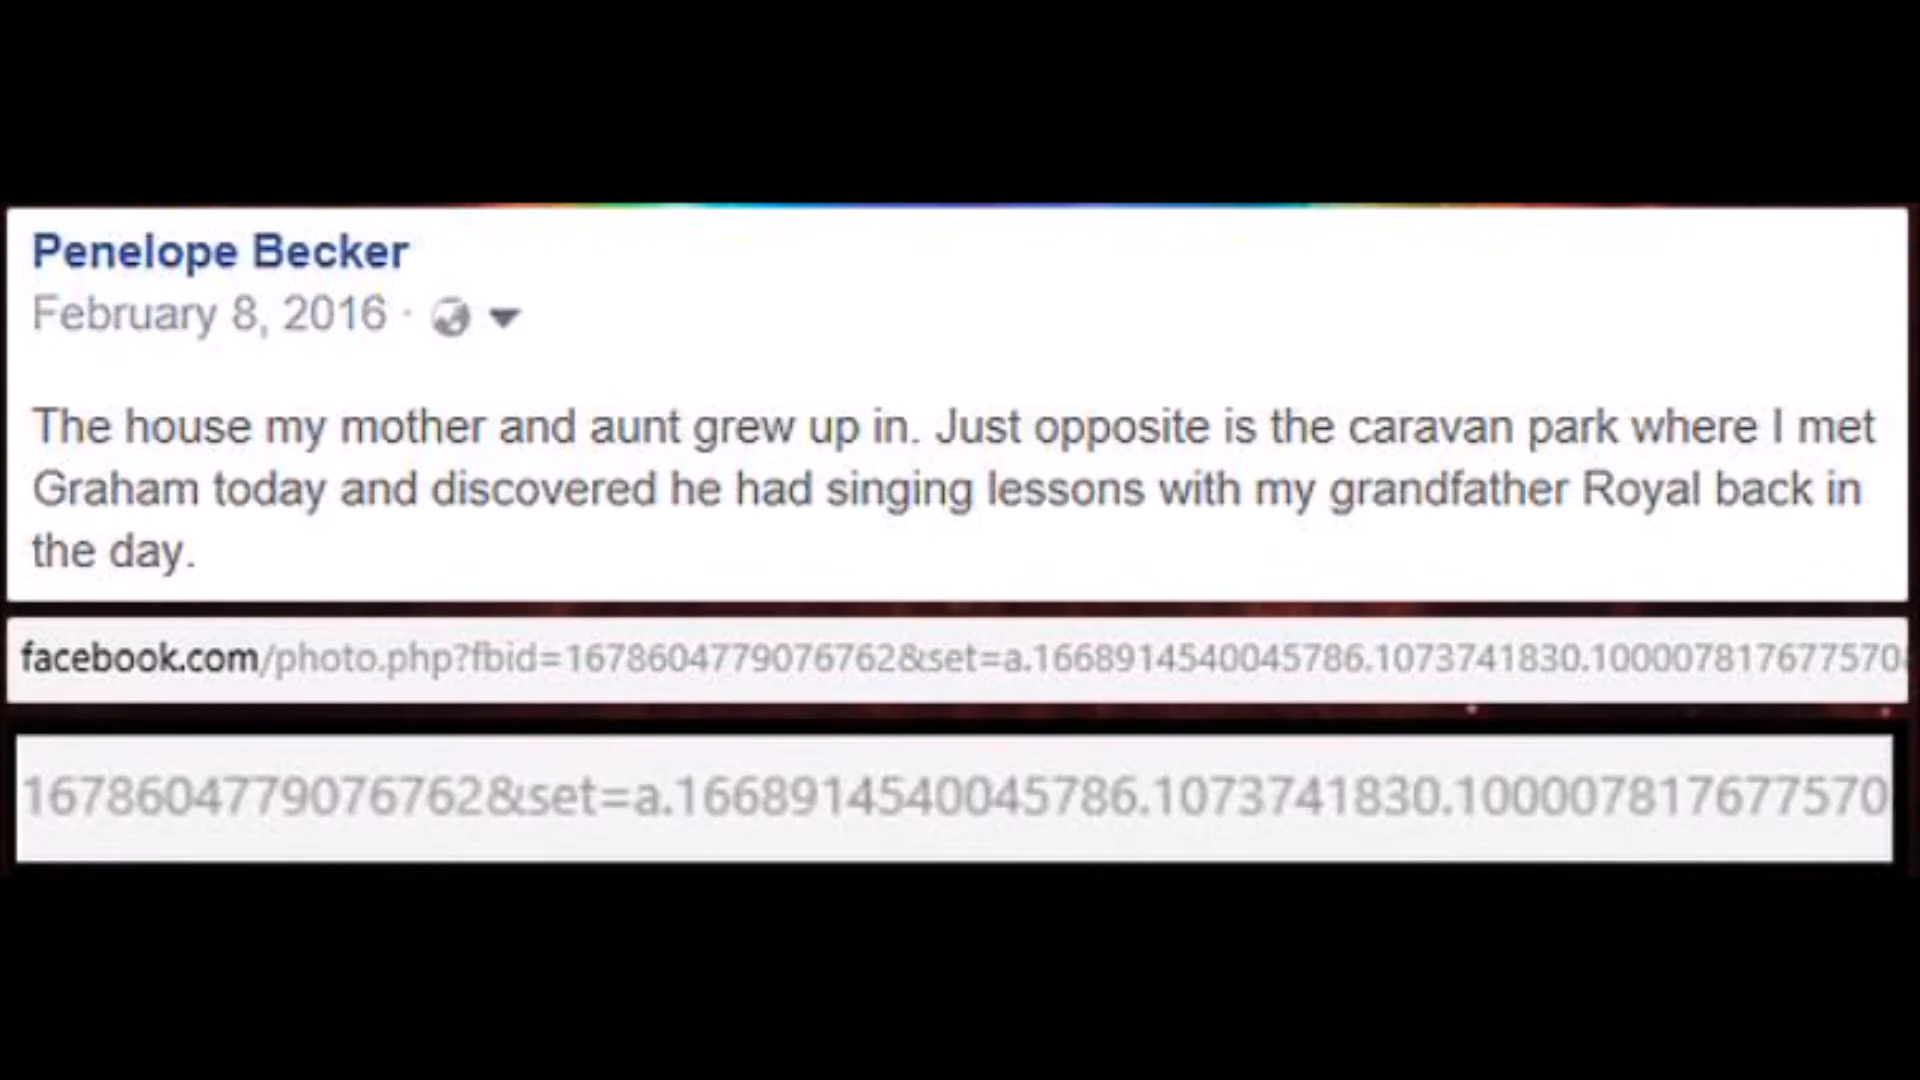 Penelope Becker
February 8, 2016 ·
The house my mother and aunt grew up in. Just opposite is the caravan park where I met
Graham today and discovered he had singing lessons with my grandfather Royal back in
the day.
facebook.com/photo.php?fbid=1678604779076762&set=a.1668914540045786.1073741830.100007817677570
1678604779076762&set=a.1668914540045786.1073741830.100007817677570